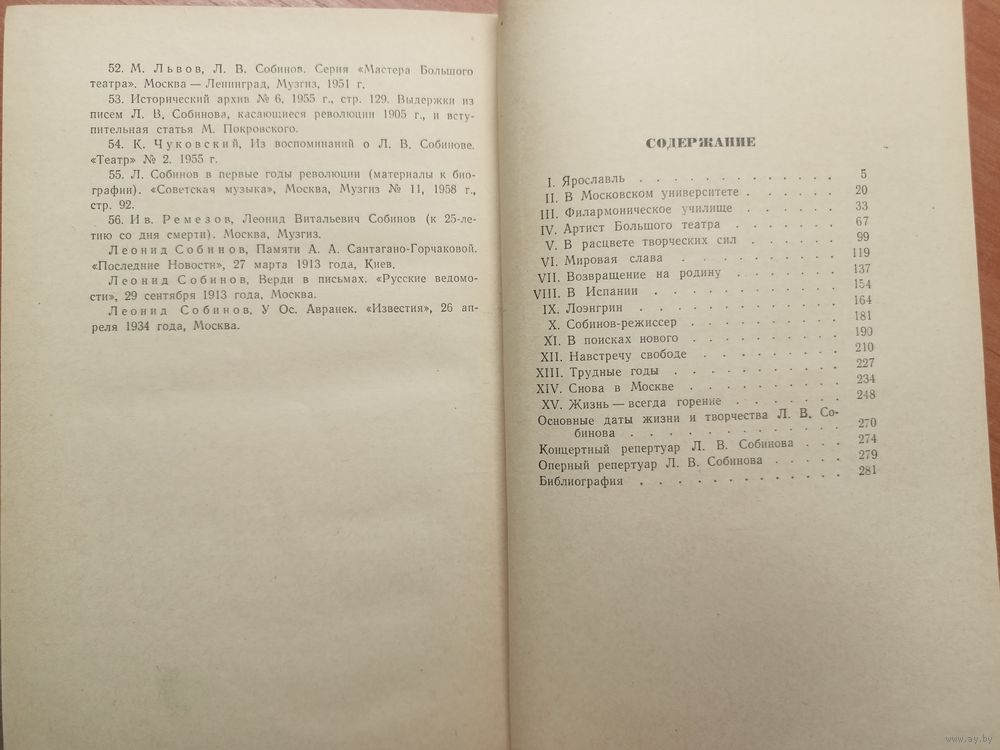 52. М. Львов, Л. В. Собинов. Серия «Мастера Большого
театра». Москва — Ленинград, Музгиз, 1951 г.
53. Исторический архив № 6, 1955 г., стр. 129. Выдержки из
писем Л. В. Собинова, касающиеся революции 1905 г., и всту-
пительная статья М. Покровского.
54. К. Чуковский, Из воспоминаний о Л. В. Собинове.
«Театр» № 2. 1955 г.
55. Л. Собинов в первые годы революции (материалы к био-
графии). «Советская музыка», Москва, Музгиз № 11, 1958 г.,
стр. 92.
56. Ив. Ремезов, Леонид Витальевич Собинов (к 25-ле-
тию со дня смерти). Москва, Музгиз.
Леонид Собинов, Памяти А. А. Сантагано-Горчаковой.
«Последние Новости», 27 марта 1913 года, Киев.
Леонид Собинов, Верди в письмах. «Русские ведомо-
сти», 29 сентября 1913 года, Москва.
Леонид Собинов, У Ос. Авранек. «Известия», 26 ап-
реля 1934 года, Москва.
СОДЕРЖАНИЕ
I. Ярославль . . . . . . . . . . . . . 5
II. В Московском университете . . . . . . 20
III. Филармоническое училище . . . . . . 33
IV. Артист Большого театра . . . . . . . 67
V. В расцвете творческих сил . . . . . . 99
VI. Мировая слава . . . . . . . . . . 119
VII. Возвращение на родину . . . . . . . 137
VIII. В Испании . . . . . . . . . . . . 154
IX. Лоэнгрин . . . . . . . . . . . . . 164
X. Собинов-режиссер . . . . . . . . . 181
XI. В поисках нового . . . . . . . . . 190
XII. Навстречу свободе . . . . . . . . . 210
XIII. Трудные годы . . . . . . . . . . 227
XIV. Снова в Москве . . . . . . . . . . 234
XV. Жизнь — всегда горение . . . . . . . 248
Основные даты жизни и творчества Л. В. Со-
бинова . . . . . . . . . . . . 270
Концертный репертуар Л. В. Собинова . . . 274
Оперный репертуар Л. В. Собинова . . . . . 279
Библиография . . . . . . . . . . . . 281
www.ay.by